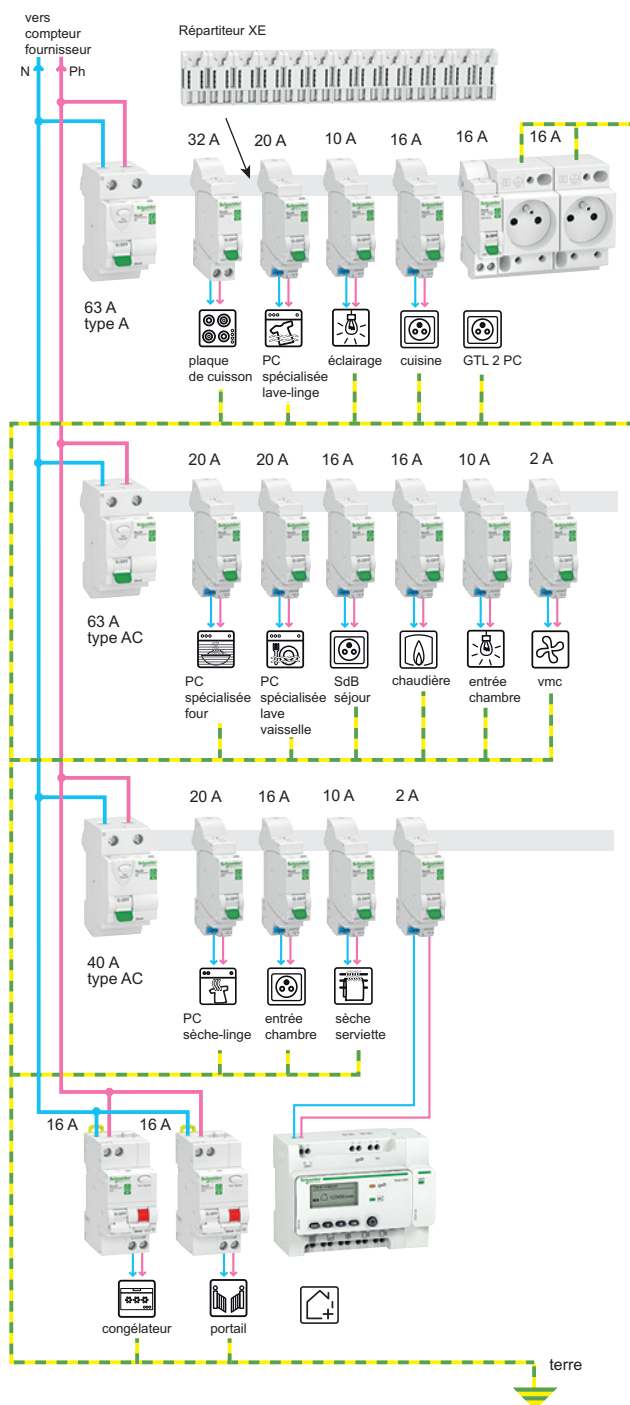 vers
compteur
fournisseur
N Ph
Répartiteur XE
32 A 20 A 10 A 16 A 16 A 16 A
Schneider
63 A
type A
plaque
de cuisson
PC
spécialisée
lave-linge
éclairage
cuisine
GTL 2 PC
20 A 20 A 16 A 16 A 10 A 2 A
63 A
type AC
PC
spécialisée
four
PC
spécialisée
lave
vaisselle
SdB
séjour
chaudière
entrée
chambre
vmc
20 A 16 A 10 A 2 A
40 A
type AC
PC
sèche-linge
entrée
chambre
sèche
serviette
16 A 16 A
congélateur
portail
terre